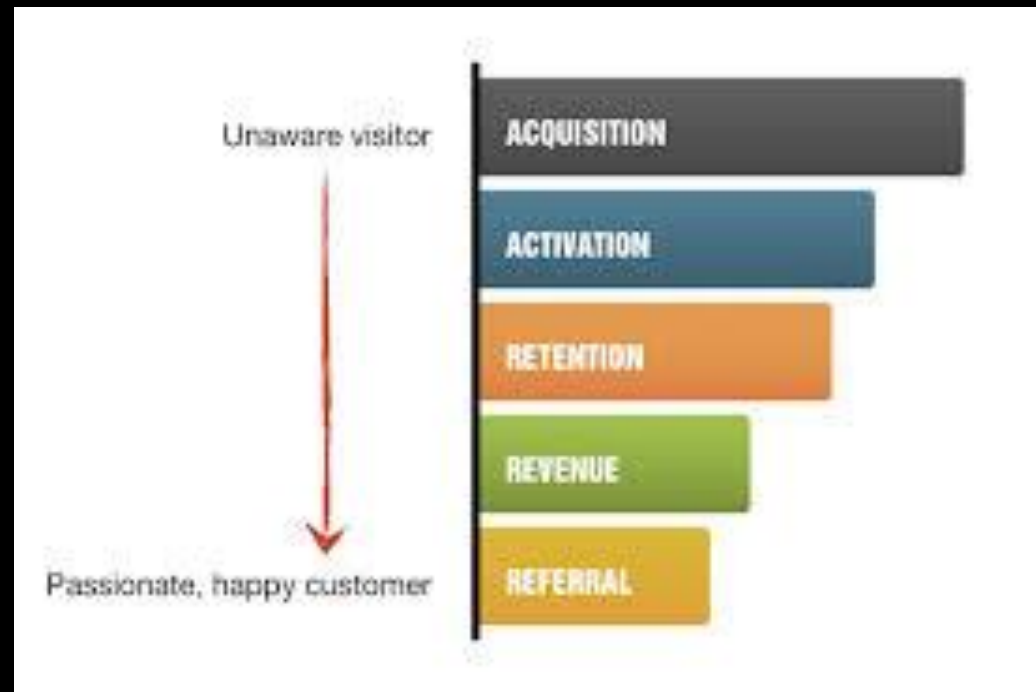 Unaware visitor
ACQUISITION
ACTIVATION
RETENTION
REVENUE
REFERRAL
Passionate, happy customer